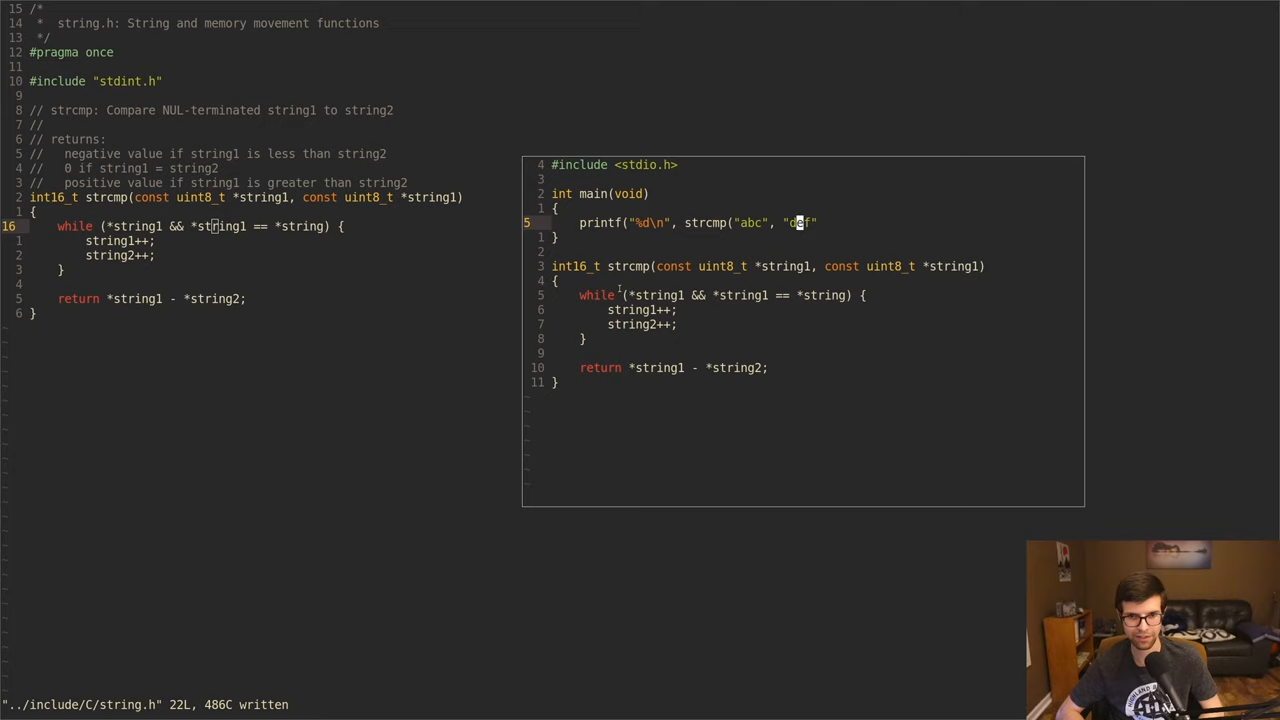 15 /*
14  *  string.h: String and memory movement functions
13  */
12 #pragma once
11
10 #include "stdint.h"
9
8 // strcmp: Compare NUL-terminated string1 to string2
7 //
6 // returns:
5 //   negative value if string1 is less than string2
4 //   0 if string1 = string2
3 //   positive value if string1 is greater than string2
2 int16_t strcmp(const uint8_t *string1, const uint8_t *string1)
1 {
16     while (*string1 && *string1 == *string) {
1         string1++;
2         string2++;
3     }
4
5     return *string1 - *string2;
6 }
4 #include <stdio.h>
3
2 int main(void)
1 {
5     printf("%d\n", strcmp("abc", "def"
1 }
2
3 int16_t strcmp(const uint8_t *string1, const uint8_t *string1)
4 {
5     while (*string1 && *string1 == *string) {
6         string1++;
7         string2++;
8     }
9
10     return *string1 - *string2;
11 }
"../include/C/string.h" 22L, 486C written